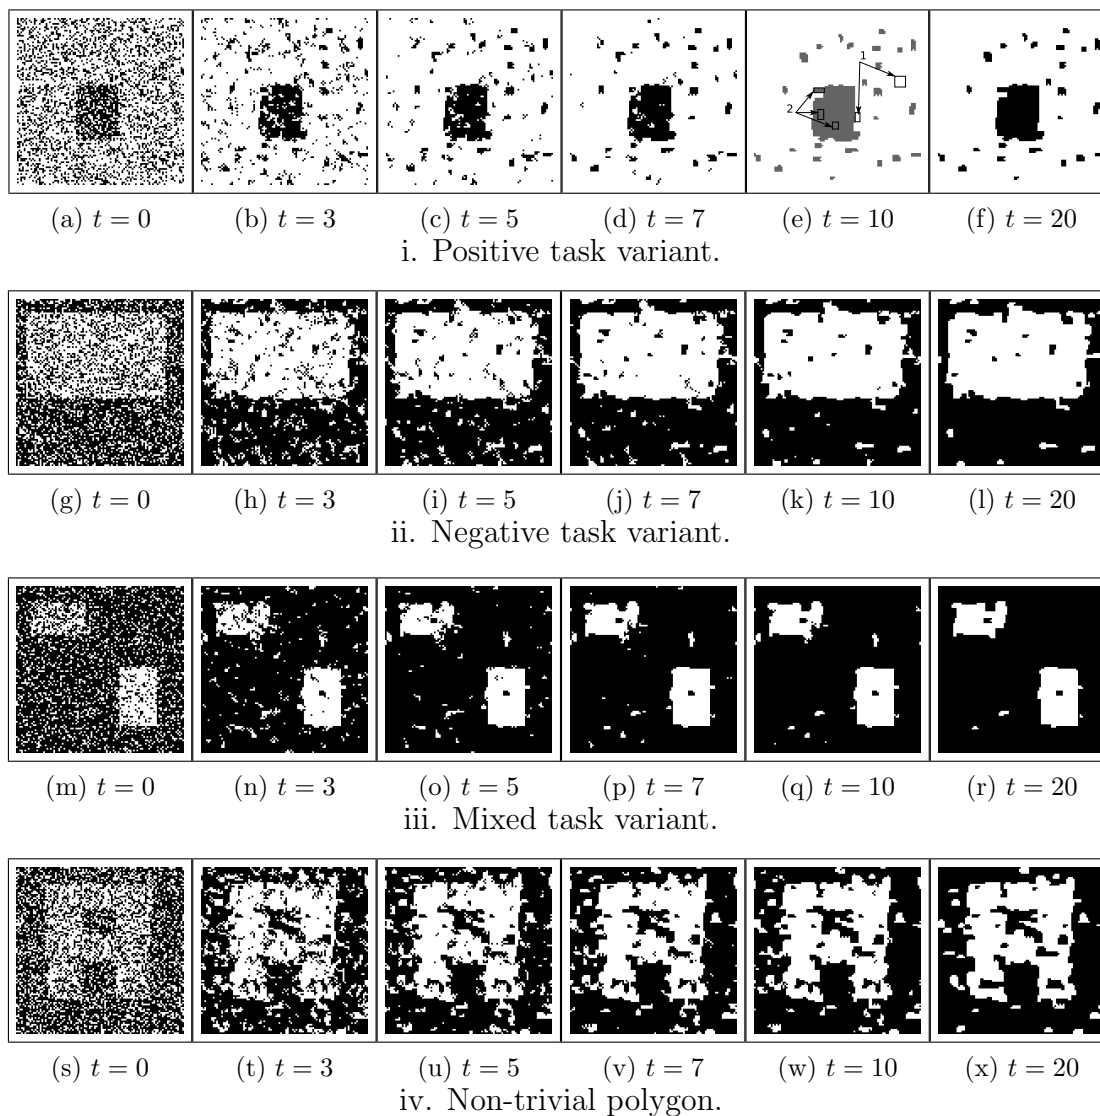 1
2
(a) t = 0 (b) t = 3 (c) t = 5 (d) t = 7 (e) t = 10 (f) t = 20
i. Positive task variant.
(g) t = 0 (h) t = 3 (i) t = 5 (j) t = 7 (k) t = 10 (l) t = 20
ii. Negative task variant.
(m) t = 0 (n) t = 3 (o) t = 5 (p) t = 7 (q) t = 10 (r) t = 20
iii. Mixed task variant.
(s) t = 0 (t) t = 3 (u) t = 5 (v) t = 7 (w) t = 10 (x) t = 20
iv. Non-trivial polygon.